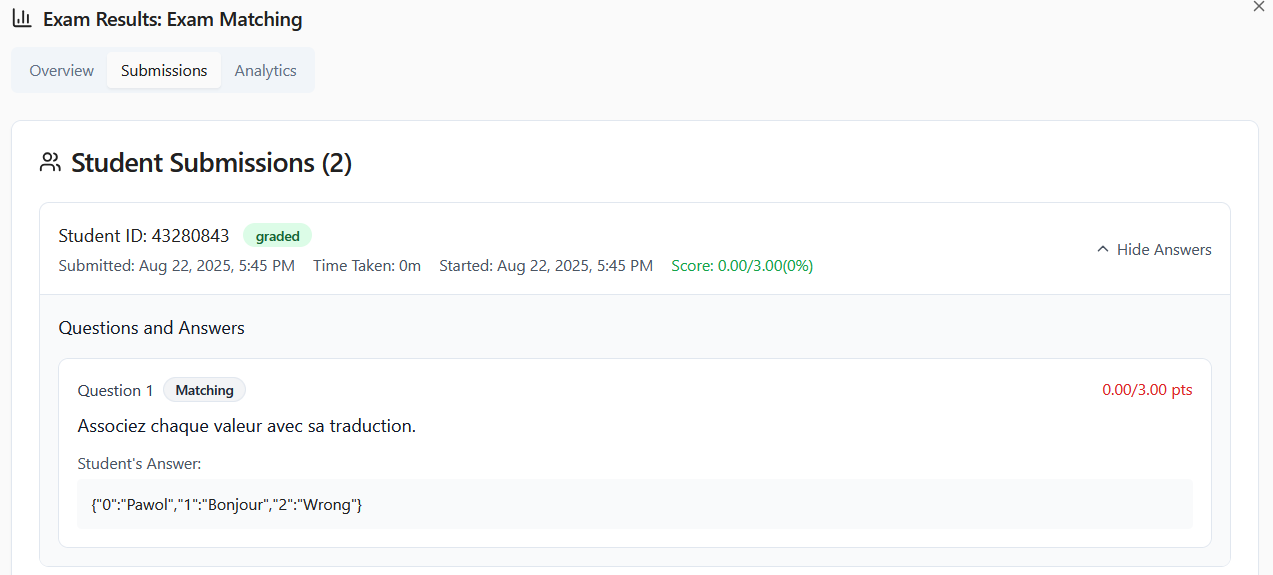 Exam Results: Exam Matching
Overview Submissions Analytics
Student Submissions (2)
Student ID: 43280843 graded
Submitted: Aug 22, 2025, 5:45 PM Time Taken: 0m Started: Aug 22, 2025, 5:45 PM Score: 0.00/3.00(0%)
Hide Answers
Questions and Answers
Question 1 Matching 0.00/3.00 pts
Associez chaque valeur avec sa traduction.
Student's Answer:
{"0":"Pawol","1":"Bonjour","2":"Wrong"}